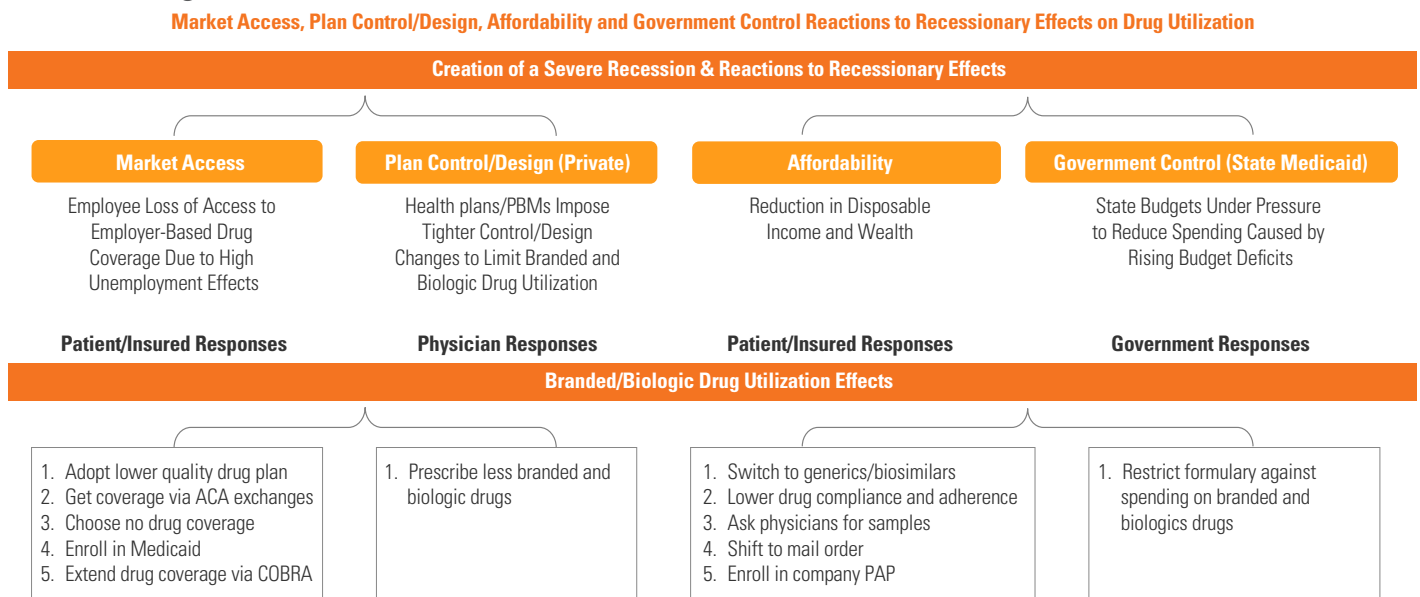 Market Access, Plan Control/Design, Affordability and Government Control Reactions to Recessionary Effects on Drug Utilization
Creation of a Severe Recession & Reactions to Recessionary Effects
Market Access
Employee Loss of Access to
Employer-Based Drug
Coverage Due to High
Unemployment Effects
Plan Control/Design (Private)
Health plans/PBMs Impose
Tighter Control/Design
Changes to Limit Branded and
Biologic Drug Utilization
Affordability
Reduction in Disposable
Income and Wealth
Government Control (State Medicaid)
State Budgets Under Pressure
to Reduce Spending Caused by
Rising Budget Deficits
Patient/Insured Responses
Physician Responses
Patient/Insured Responses
Government Responses
Branded/Biologic Drug Utilization Effects
1. Adopt lower quality drug plan
2. Get coverage via ACA exchanges
3. Choose no drug coverage
4. Enroll in Medicaid
5. Extend drug coverage via COBRA
1. Prescribe less branded and
biologic drugs
1. Switch to generics/biosimilars
2. Lower drug compliance and adherence
3. Ask physicians for samples
4. Shift to mail order
5. Enroll in company PAP
1. Restrict formulary against
spending on branded and
biologics drugs